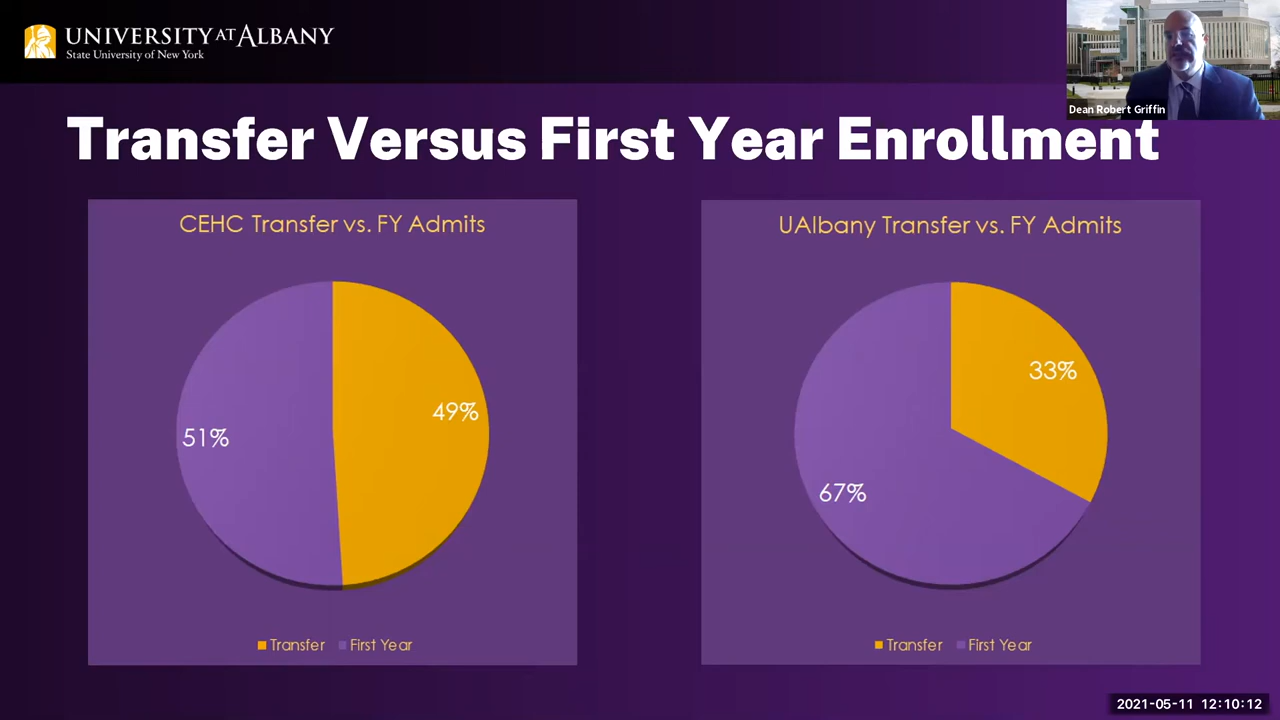 UNIVERSITY AT ALBANY
State University of New York
Dean Robert Griffin
Transfer Versus First Year Enrollment
CEHC Transfer vs. FY Admits
51%
49%
Transfer First Year
UAlbany Transfer vs. FY Admits
33%
67%
Transfer First Year
2021-05-11 12:10:12